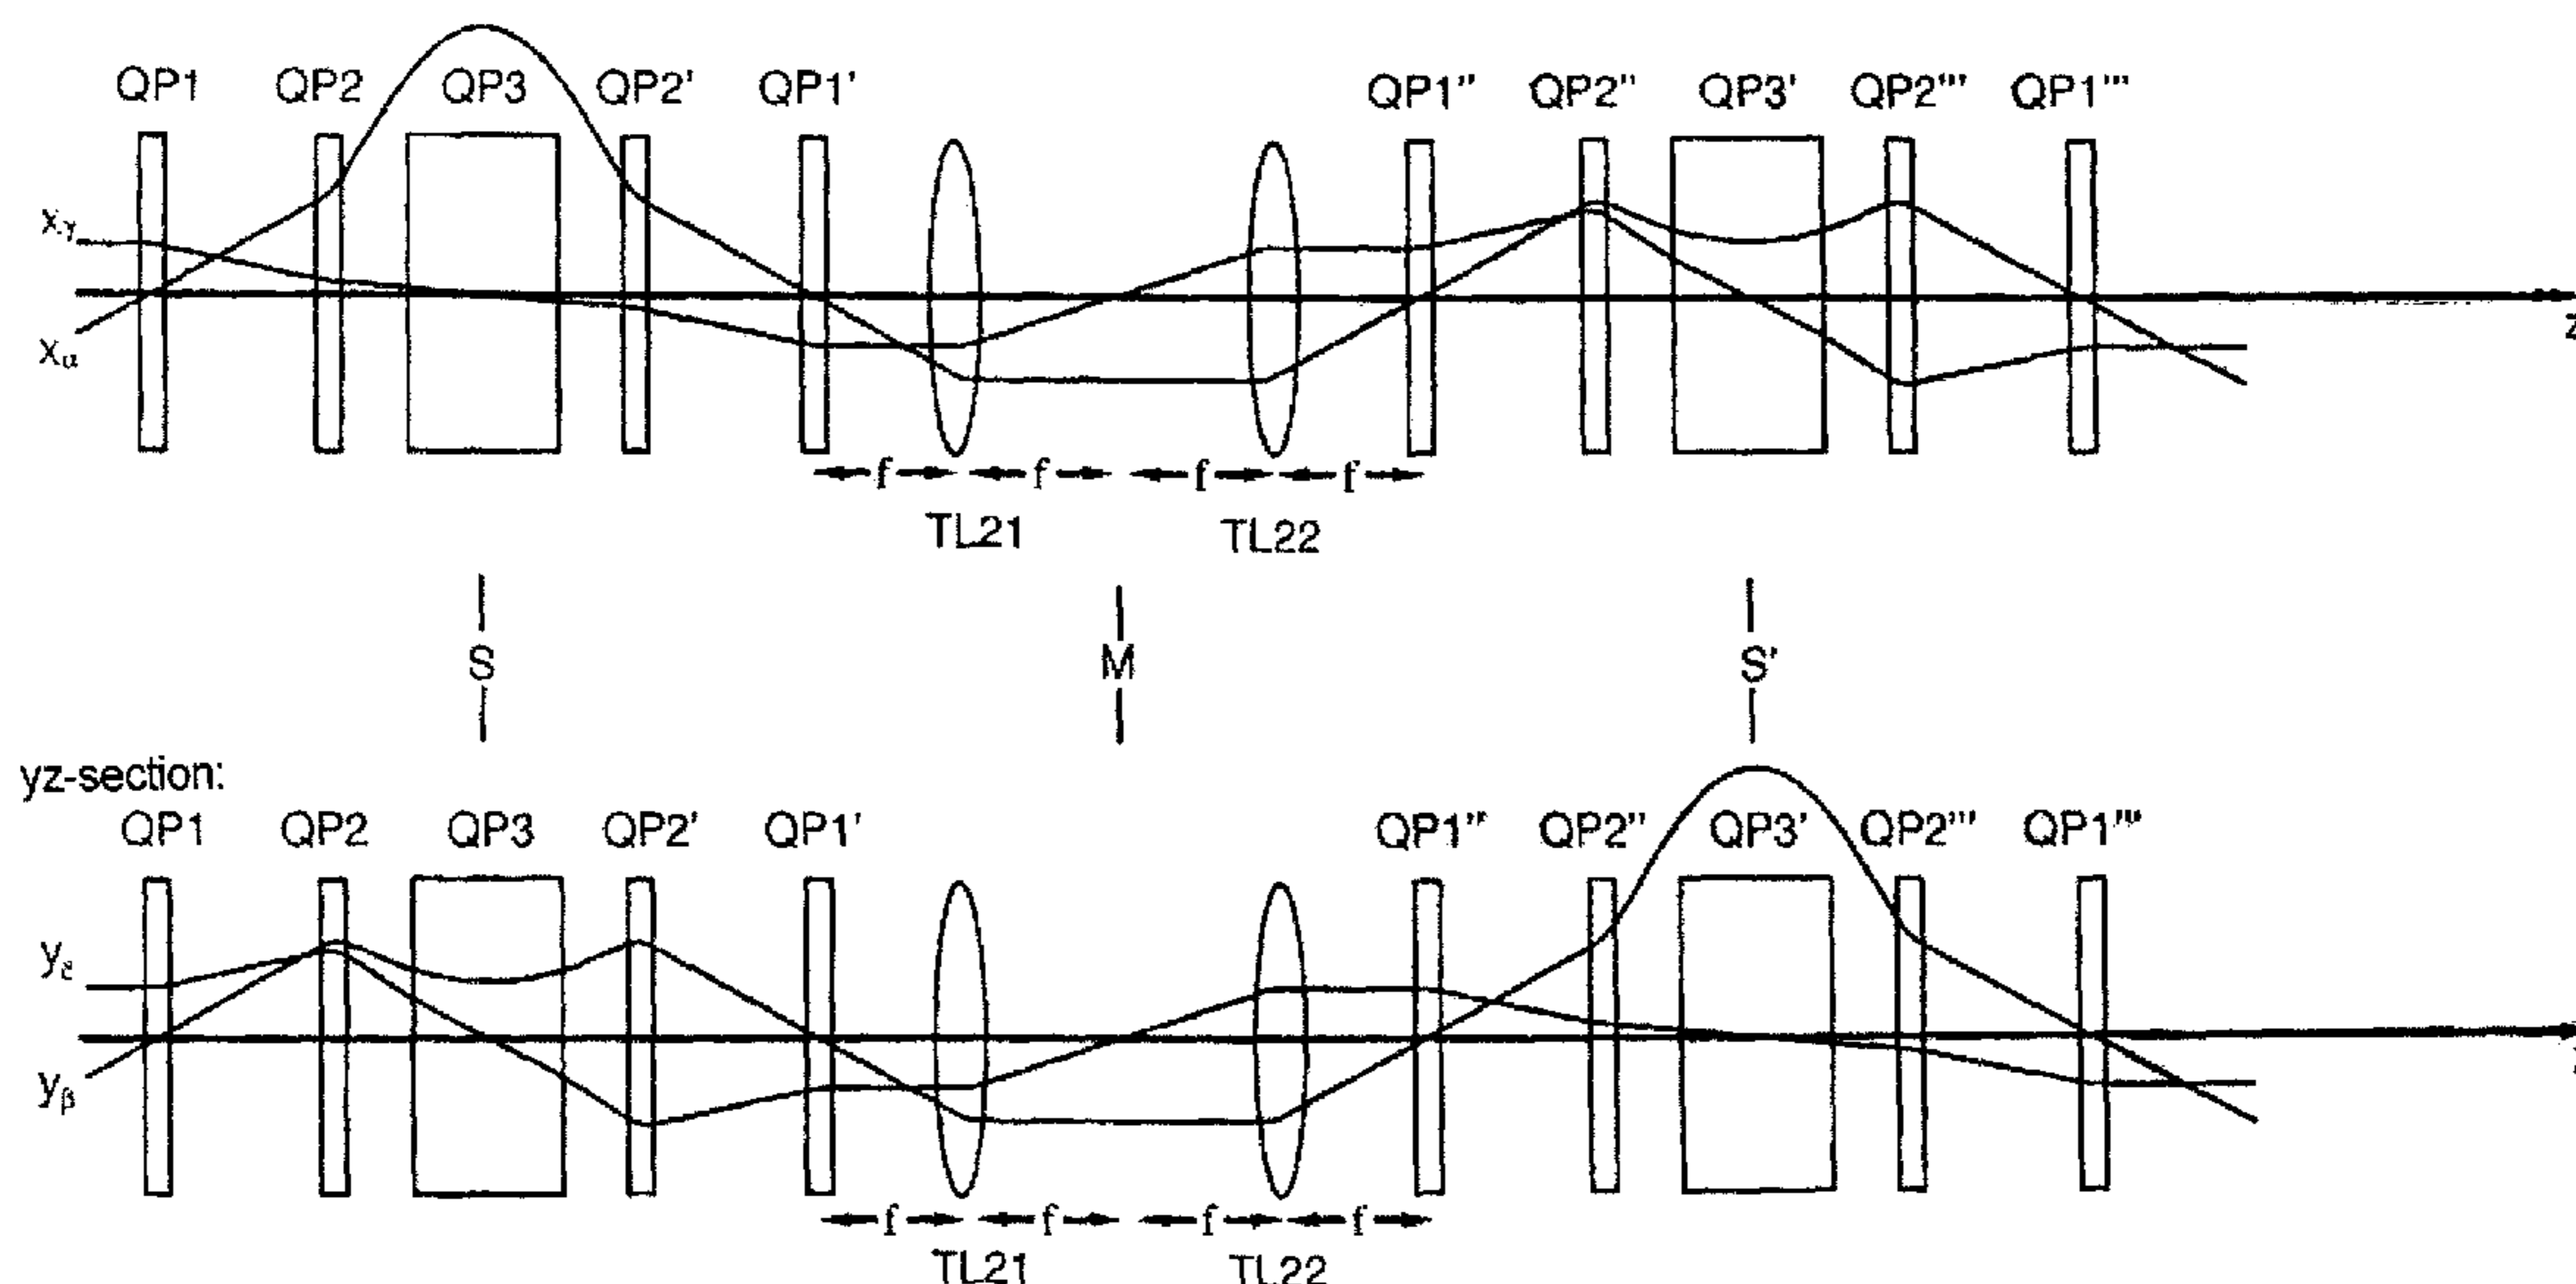 QP1 QP2 QP3 QP2' QP1' QP1'' QP2'' QP3' QP2''' QP1'''
xγ
xα
z
f f f f
TL21 TL22
S M S'
yz-section:
QP1 QP2 QP3 QP2' QP1' QP1'' QP2'' QP3' QP2''' QP1'''
yβ
f f f f
TL21 TL22